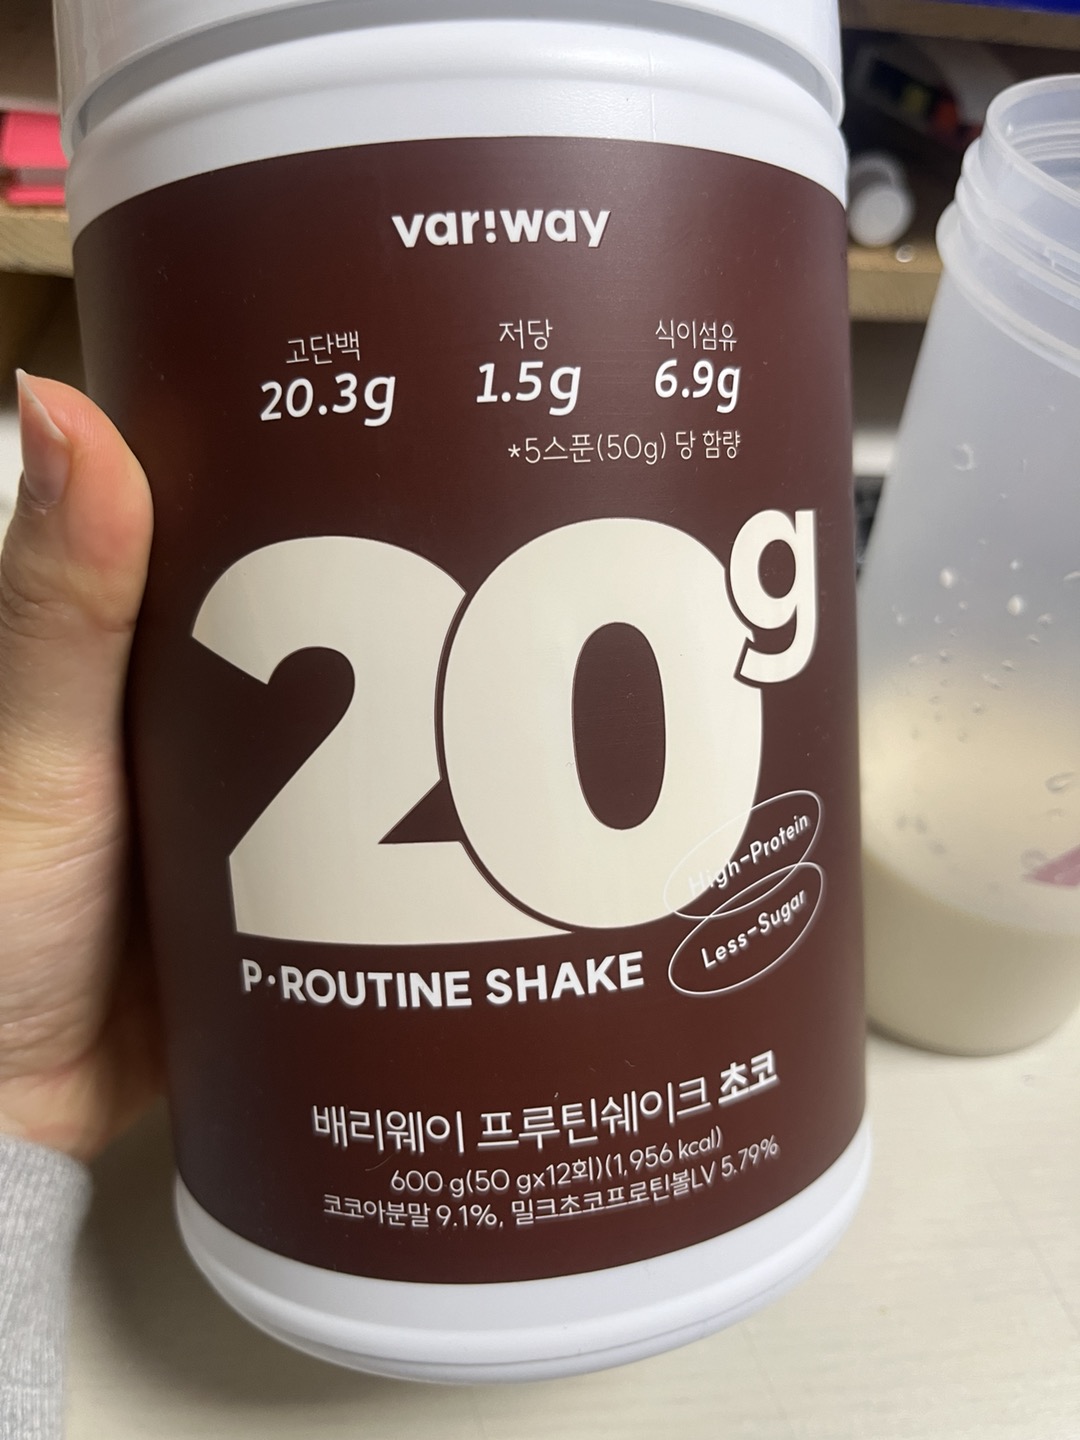 var!way
고단백 저당 식이섬유
20.3g 1.5g 6.9g
*5스푼(50g) 당 함량
20g
High-Protein
Less-Sugar
P·ROUTINE SHAKE
배리웨이 프루틴쉐이크 초코
600 g(50 gx12회)(1,956 kcal)
코코아분말 9.1%, 밀크초코프로틴볼LV 5.79%